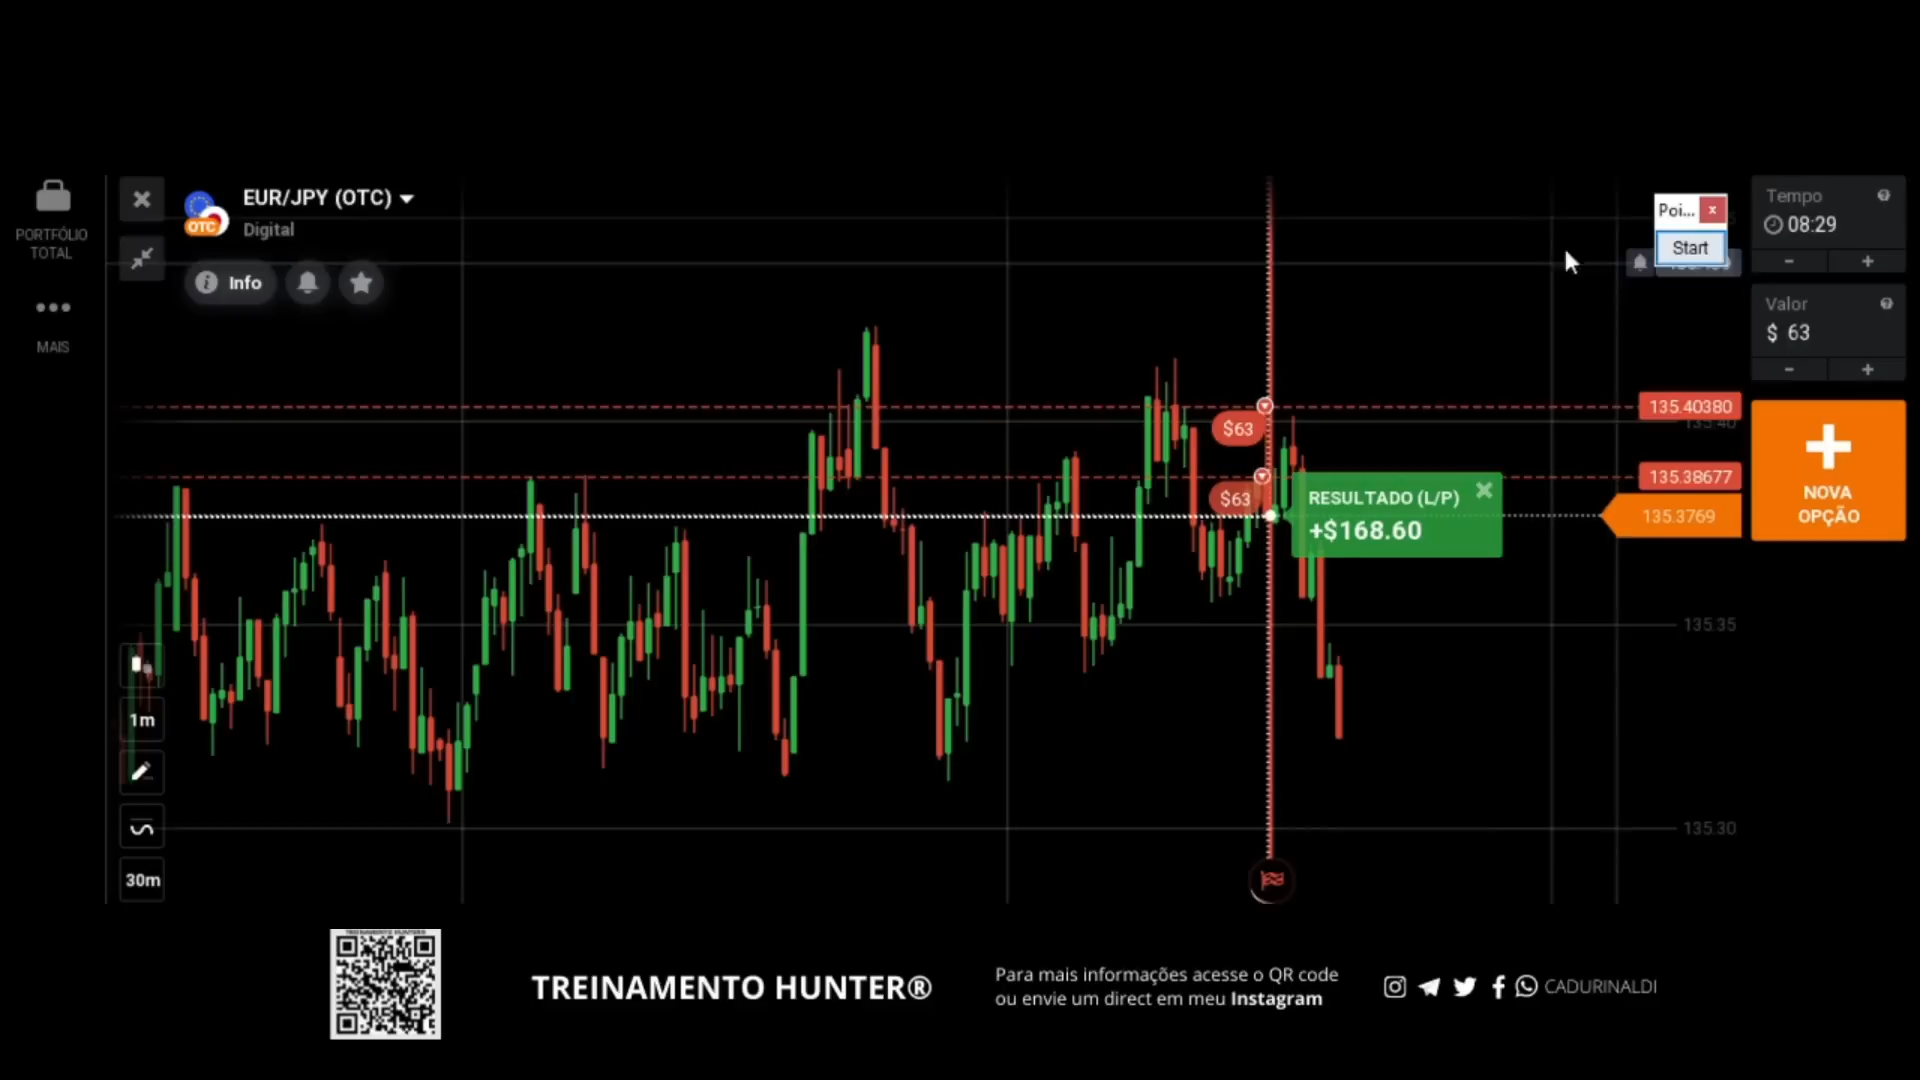 PORTFÓLIO
TOTAL
MAIS
EUR/JPY (OTC)
OTC
Digital
Info
1m
30m
$63
$63
RESULTADO (L/P)
+$168.60
Poi...
Start
135.40380
135.40
135.38677
135.3769
135.35
135.30
Tempo
08:29
Valor
$ 63
NOVA
OPÇÃO
TREINAMENTO HUNTER®
Para mais informações acesse o QR code
ou envie um direct em meu Instagram
CADURINALDI